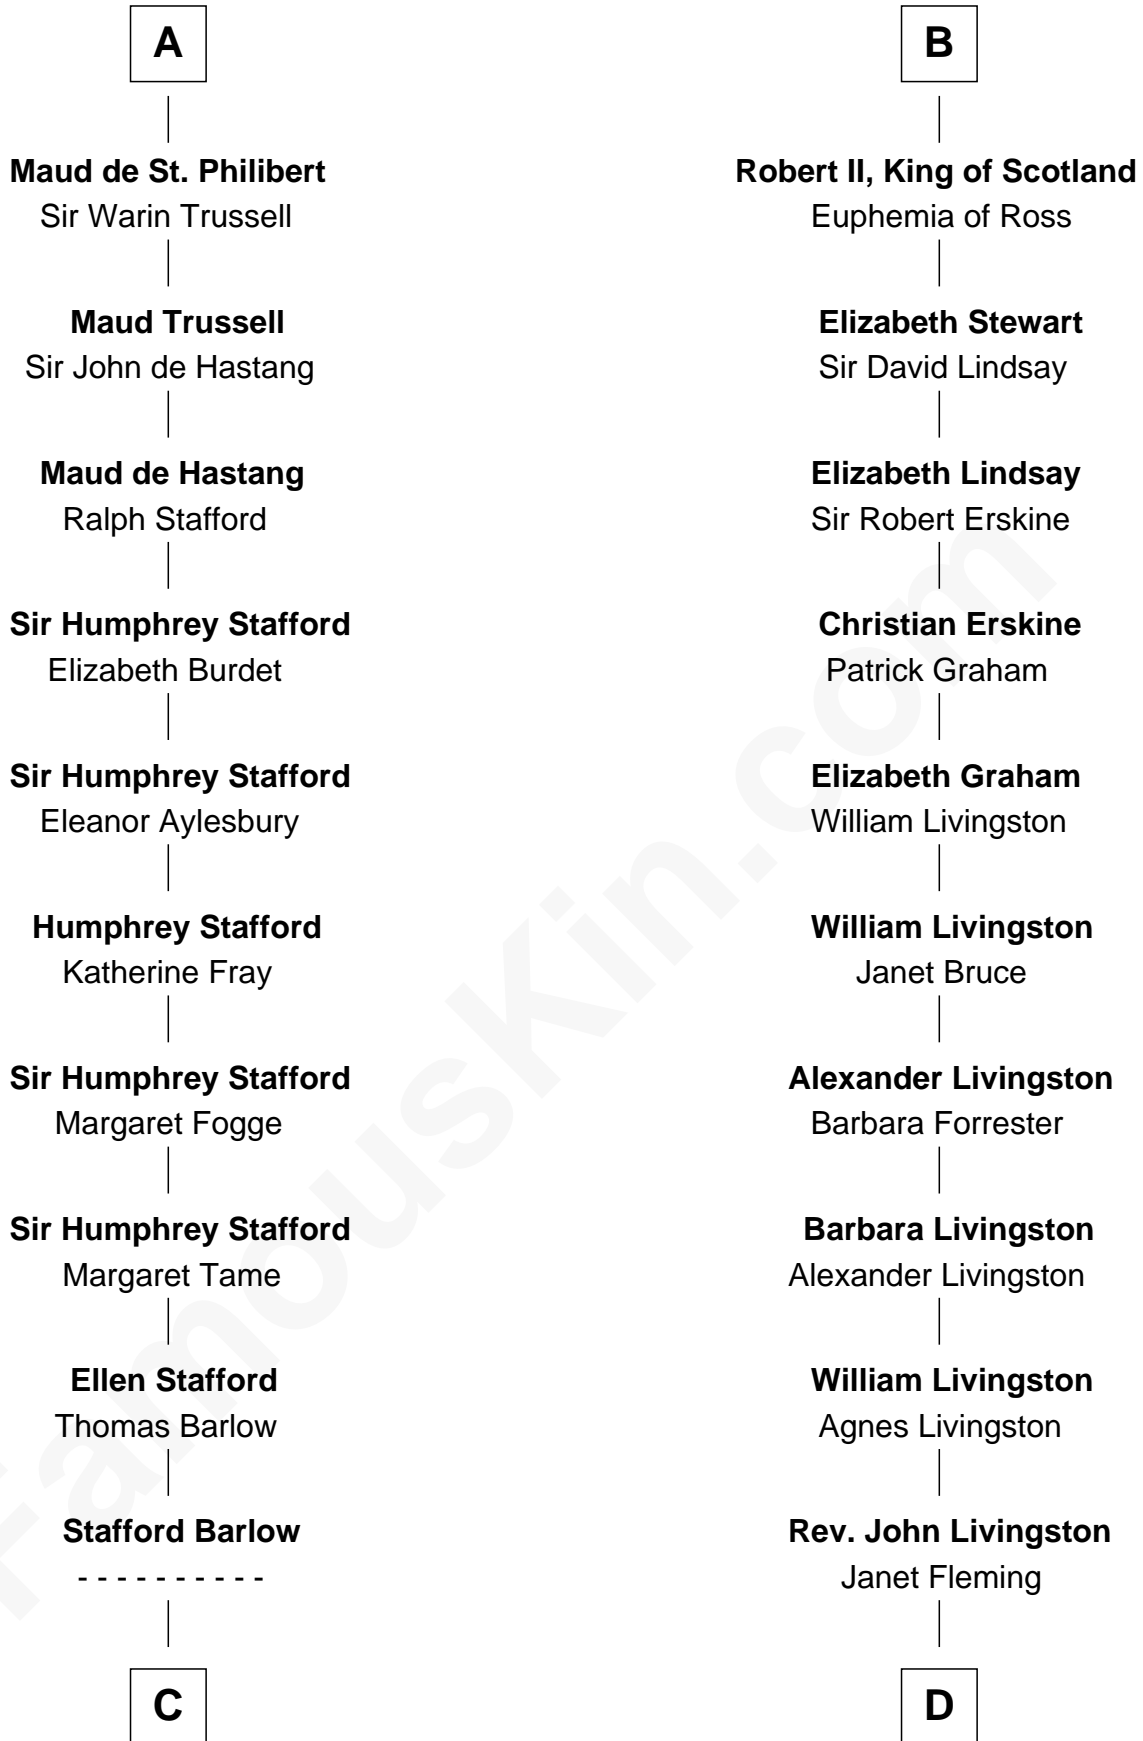 A
Maud de St. Philibert
Sir Warin Trussell
Maud Trussell
Sir John de Hastang
Maud de Hastang
Ralph Stafford
Sir Humphrey Stafford
Elizabeth Burdet
Sir Humphrey Stafford
Eleanor Aylesbury
Humphrey Stafford
Katherine Fray
Sir Humphrey Stafford
Margaret Fogge
Sir Humphrey Stafford
Margaret Tame
Ellen Stafford
Thomas Barlow
Stafford Barlow
- - - - - - - - - -
C
B
Robert II, King of Scotland
Euphemia of Ross
Elizabeth Stewart
Sir David Lindsay
Elizabeth Lindsay
Sir Robert Erskine
Christian Erskine
Patrick Graham
Elizabeth Graham
William Livingston
William Livingston
Janet Bruce
Alexander Livingston
Barbara Forrester
Barbara Livingston
Alexander Livingston
William Livingston
Agnes Livingston
Rev. John Livingston
Janet Fleming
D
FamousKin.com